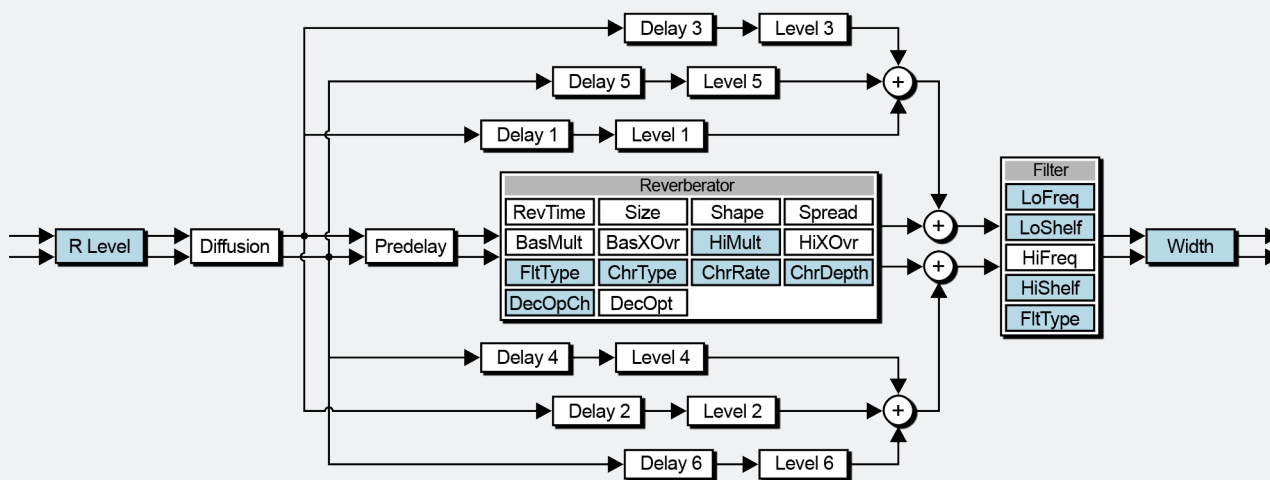 Delay 3 Level 3
Delay 5 Level 5
+
Delay 1 Level 1
Reverberator
Filter
RevTime Size Shape Spread
LoFreq
R Level Diffusion Predelay
BasMult BasXOvr HiMult HiXOvr
+
LoShelf
Width
HiFreq
FltType ChrType ChrRate ChrDepth
+
HiShelf
DecOpCh DecOpt
FltType
Delay 4 Level 4
Delay 2 Level 2
+
Delay 6 Level 6